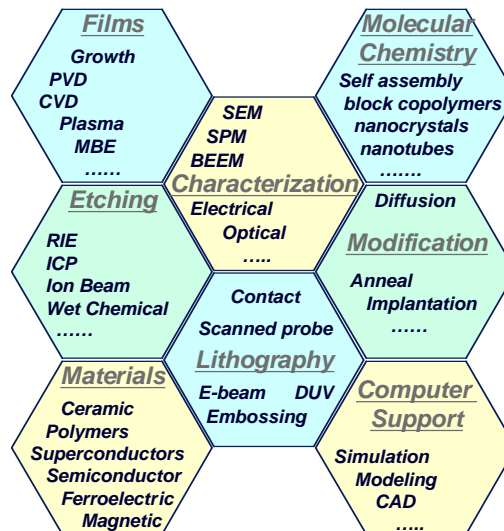 Films
Growth
PVD
CVD
Plasma
MBE
......
Molecular
Chemistry
Self assembly
block copolymers
nanocrystals
nanotubes
.......
SEM
SPM
BEEM
Characterization
Electrical
Optical
.....
Etching
RIE
ICP
Ion Beam
Wet Chemical
......
Diffusion
Modification
Anneal
Implantation
......
Contact
Scanned probe
Lithography
E-beam DUV
Embossing
Materials
Ceramic
Polymers
Superconductors
Semiconductor
Ferroelectric
Magnetic
Computer
Support
Simulation
Modeling
CAD
.....